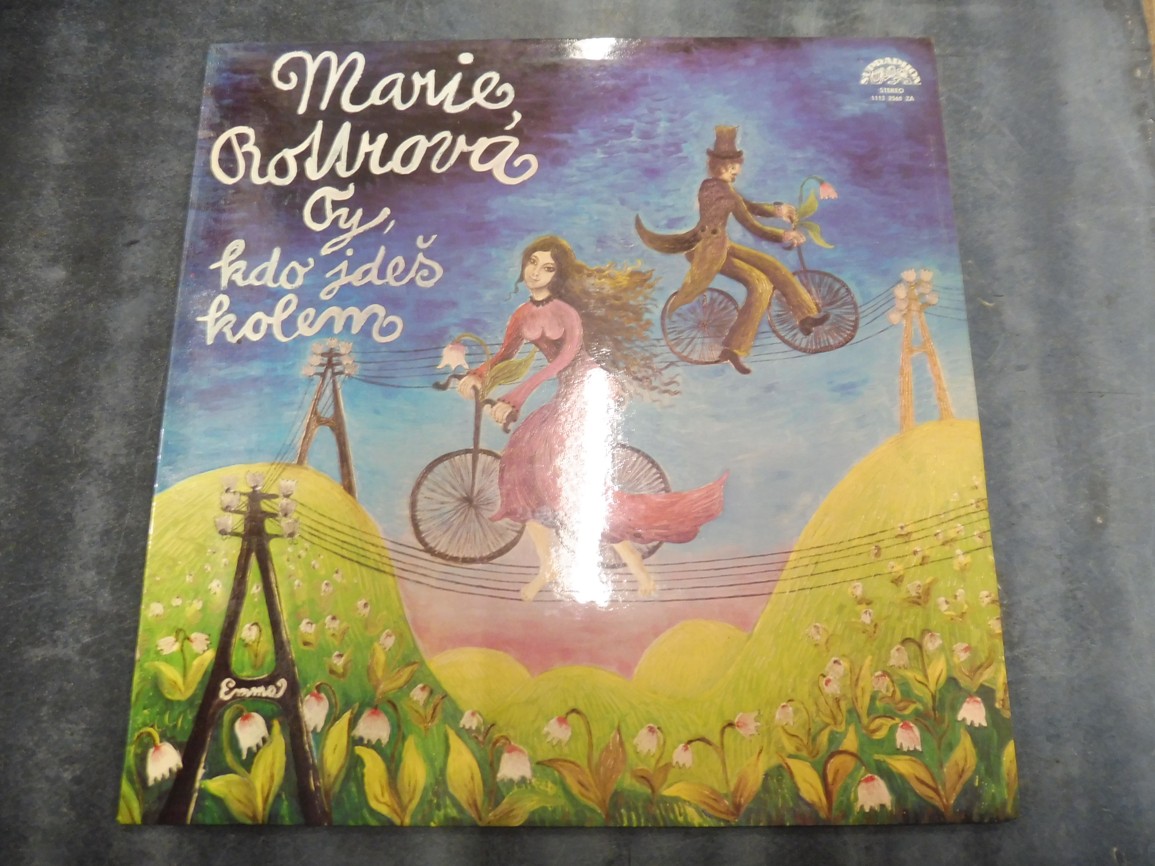 Marie
Rottrová
Ty,
kdo jdeš
kolem
SUPRAPHON
STEREO
Emma